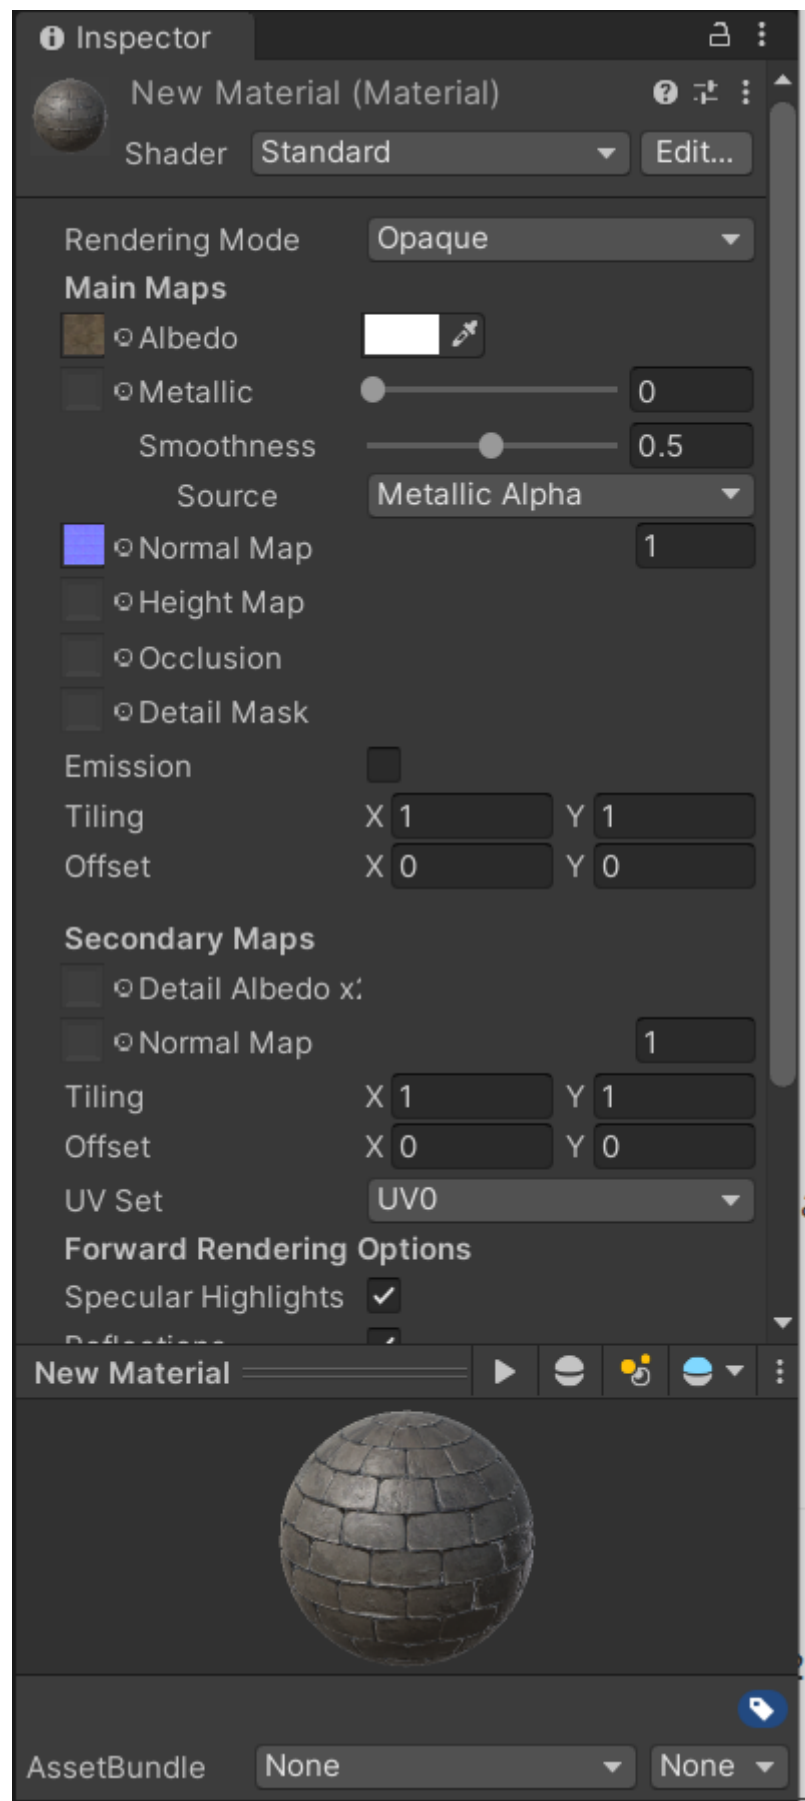 Inspector
New Material (Material)
Shader Standard Edit...
Rendering Mode Opaque
Main Maps
Albedo
Metallic 0
Smoothness 0.5
Source Metallic Alpha
Normal Map 1
Height Map
Occlusion
Detail Mask
Emission
Tiling X 1 Y 1
Offset X 0 Y 0
Secondary Maps
Detail Albedo x
Normal Map 1
Tiling X 1 Y 1
Offset X 0 Y 0
UV Set UV0
Forward Rendering Options
Specular Highlights
Reflections
New Material
AssetBundle None None